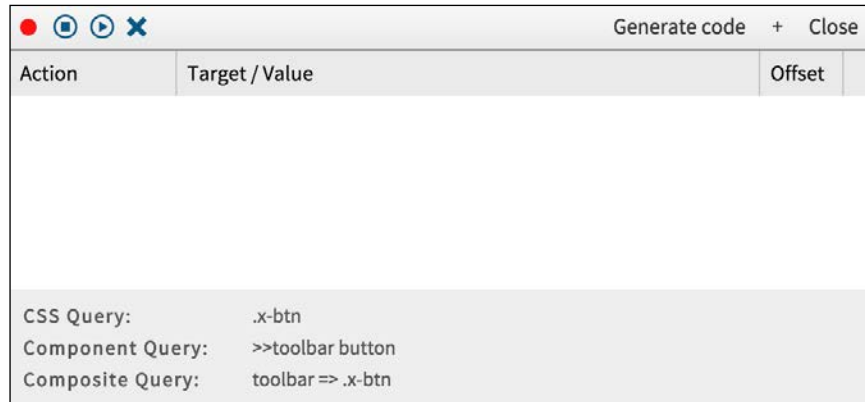 Generate code + Close
Action Target / Value Offset
CSS Query: .x-btn
Component Query: >>toolbar button
Composite Query: toolbar => .x-btn